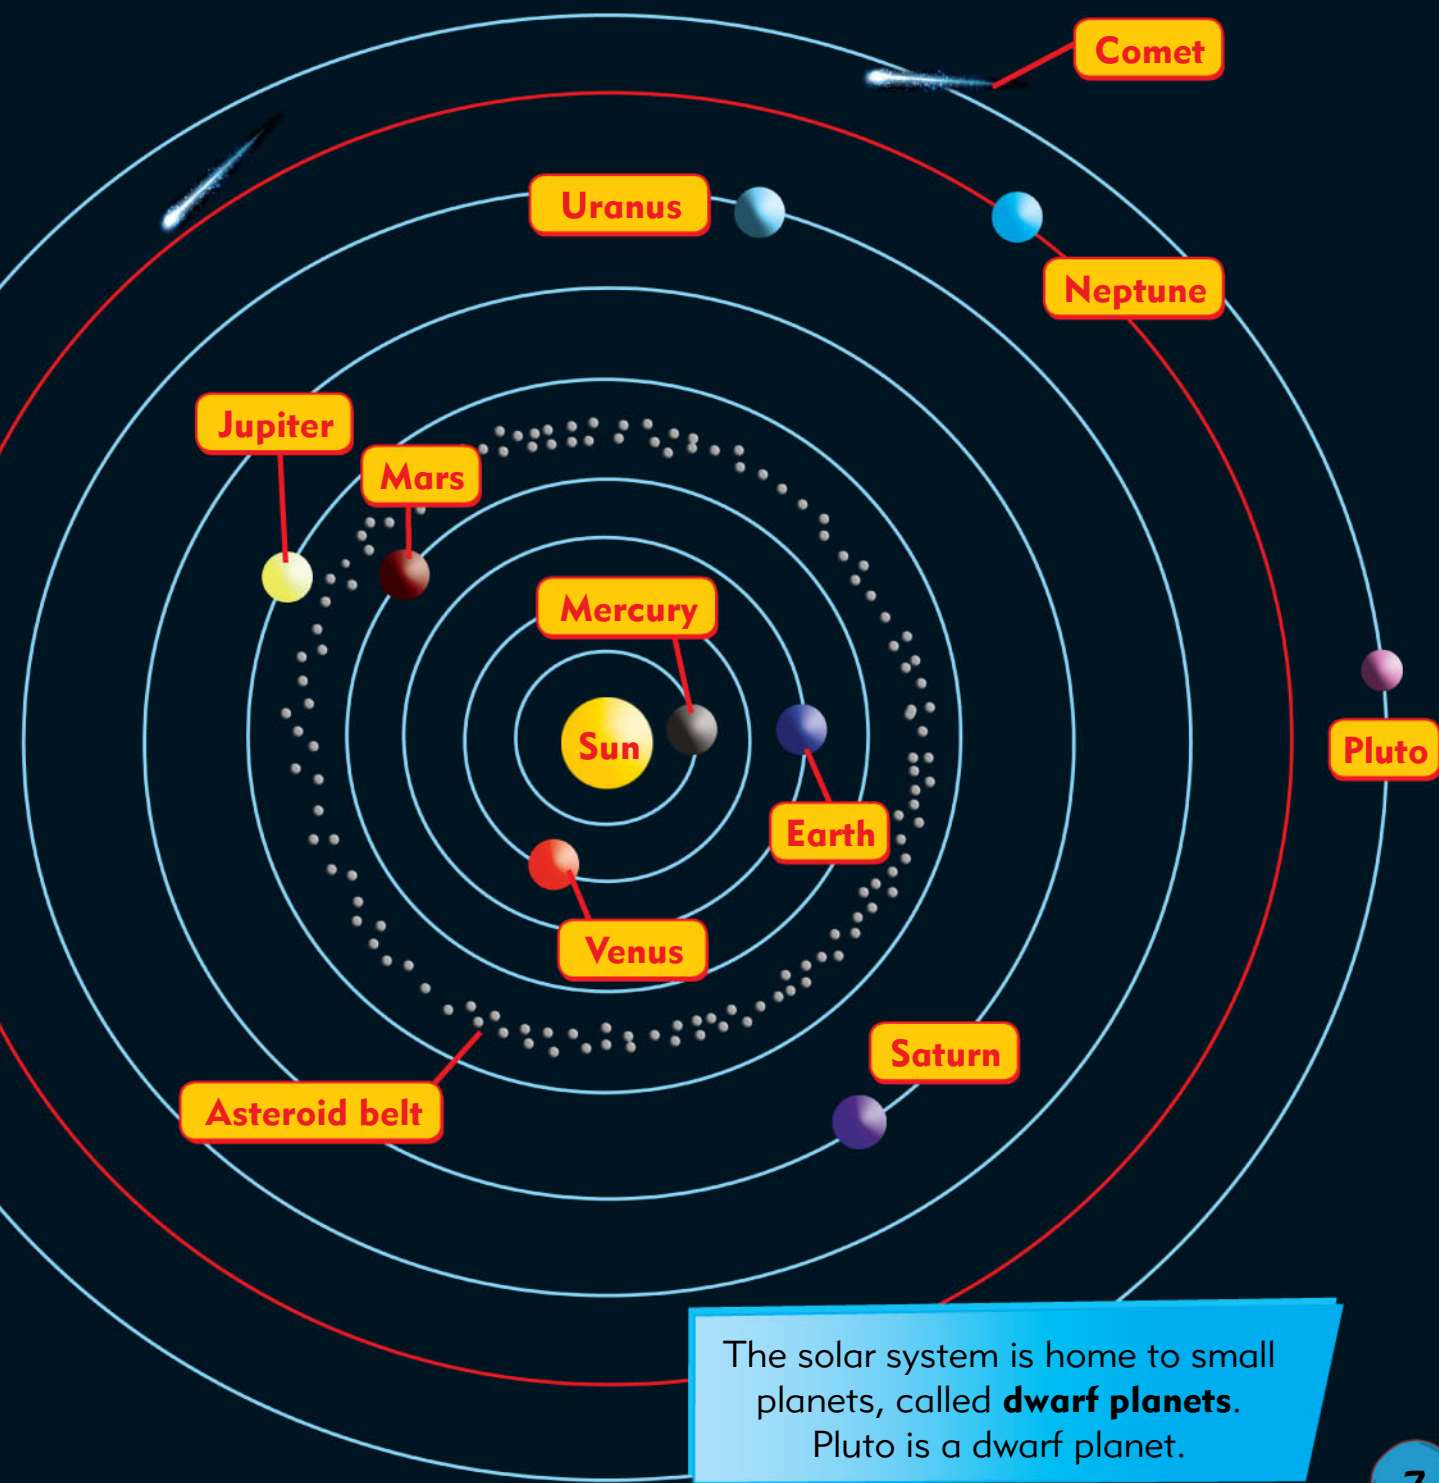 Comet
Uranus
Neptune
Jupiter
Mars
Mercury
Sun
Pluto
Earth
Venus
Saturn
Asteroid belt
The solar system is home to small
planets, called dwarf planets.
Pluto is a dwarf planet.
7